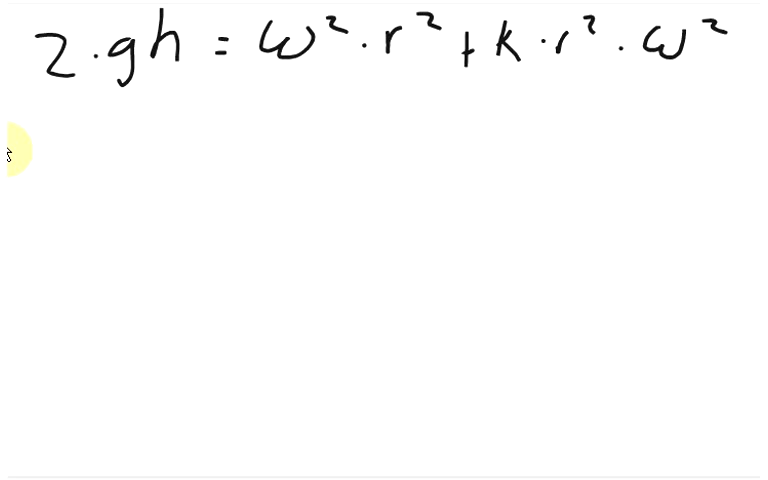 2·gh = ω²·r² + k·r²·ω²